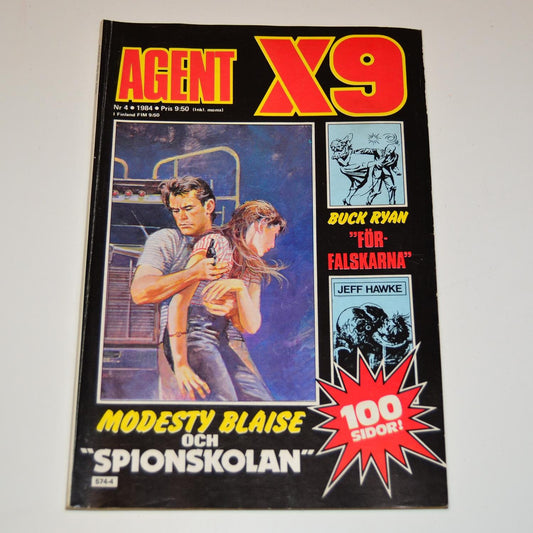 AGENT X9
Nr 4 • 1984 • Pris 9:50 (inkl. moms)
I Finland FIM 9:50
BUCK RYAN
"FÖR-
FALSKARNA"
JEFF HAWKE
100
SIDOR!
MODESTY BLAISE
OCH
"SPIONSKOLAN"
574-4